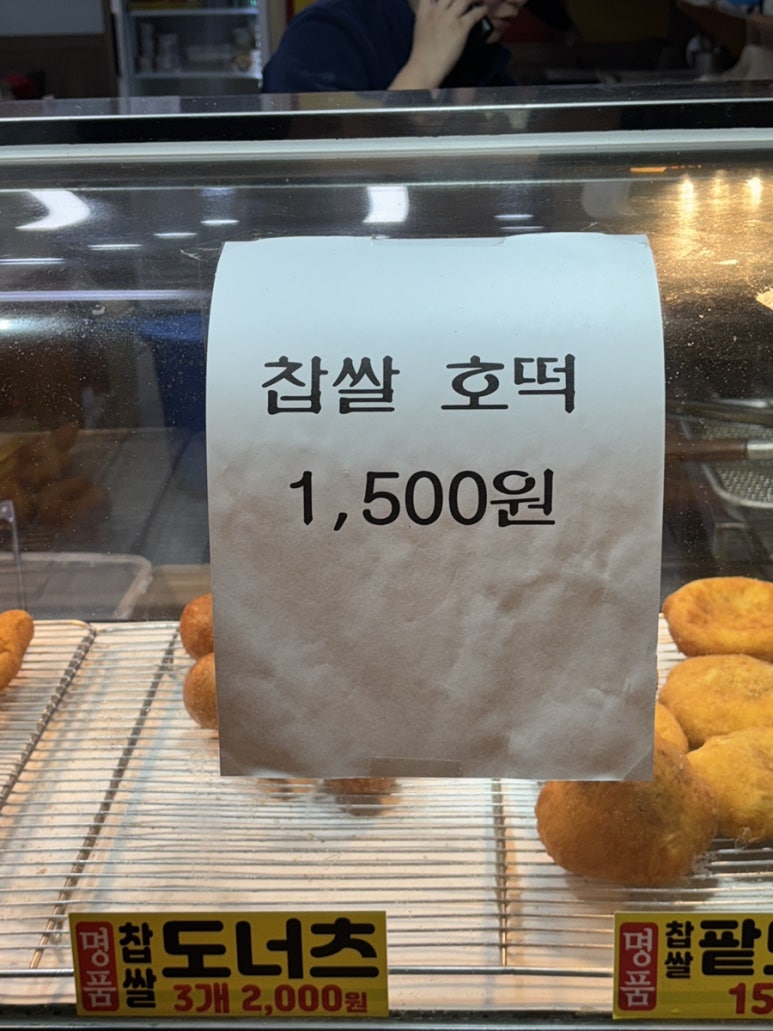 찹쌀 호떡
1,500원
명품 찹쌀 도너츠
3개 2,000원
명품 찹쌀